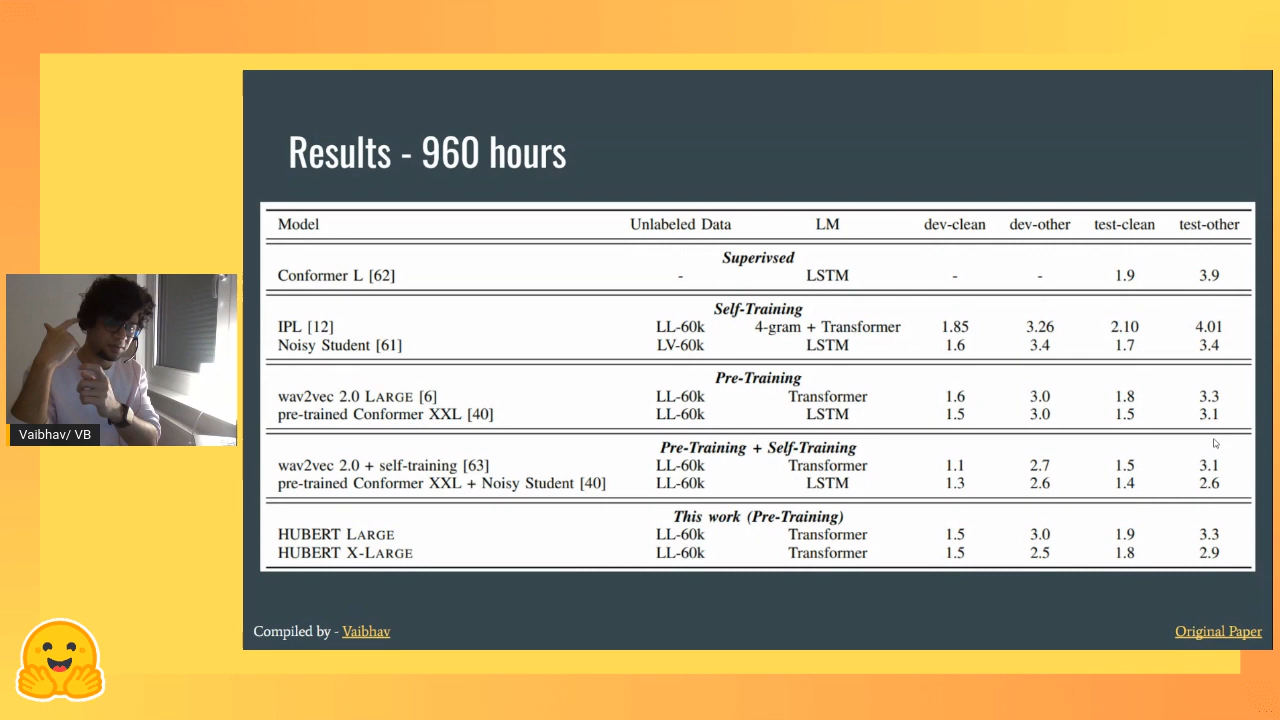 Results - 960 hours
Model Unlabeled Data LM dev-clean dev-other test-clean test-other
Superivsed
Conformer L [62] - LSTM - - 1.9 3.9
Self-Training
IPL [12] LL-60k 4-gram + Transformer 1.85 3.26 2.10 4.01
Noisy Student [61] LV-60k LSTM 1.6 3.4 1.7 3.4
Pre-Training
wav2vec 2.0 LARGE [6] LL-60k Transformer 1.6 3.0 1.8 3.3
pre-trained Conformer XXL [40] LL-60k LSTM 1.5 3.0 1.5 3.1
Pre-Training + Self-Training
wav2vec 2.0 + self-training [63] LL-60k Transformer 1.1 2.7 1.5 3.1
pre-trained Conformer XXL + Noisy Student [40] LL-60k LSTM 1.3 2.6 1.4 2.6
This work (Pre-Training)
HUBERT LARGE LL-60k Transformer 1.5 3.0 1.9 3.3
HUBERT X-LARGE LL-60k Transformer 1.5 2.5 1.8 2.9
Vaibhav/ VB
Compiled by - Vaibhav
Original Paper